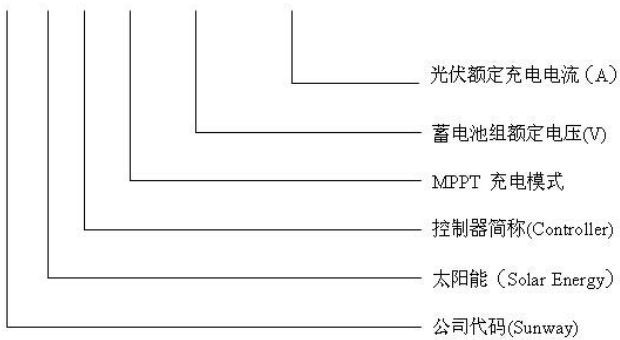 光伏额定充电电流（A）
蓄电池组额定电压(V)
MPPT 充电模式
控制器简称(Controller)
太阳能（Solar Energy）
公司代码(Sunway)